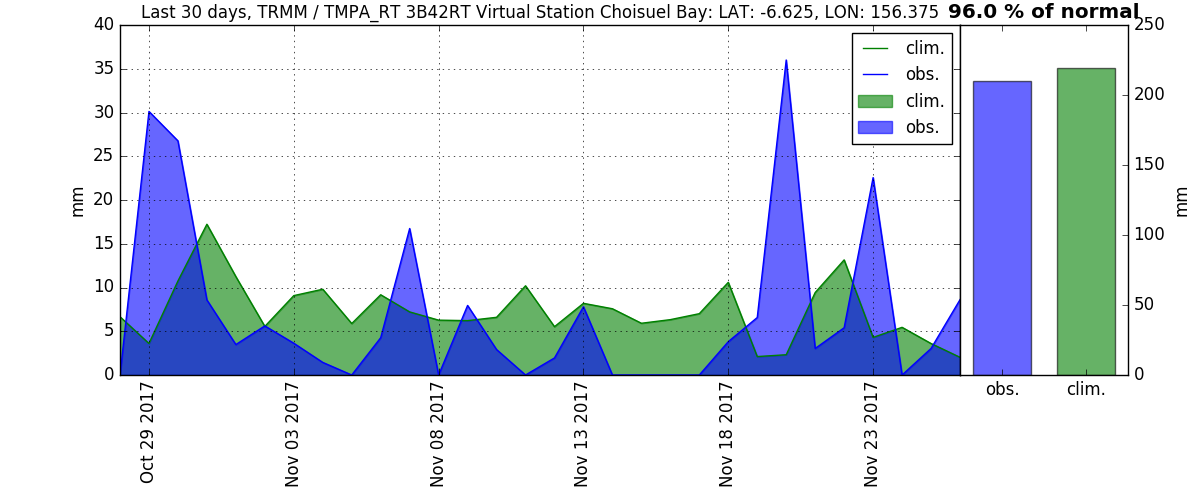 Last 30 days, TRMM / TMPA_RT 3B42RT Virtual Station Choisuel Bay: LAT: -6.625, LON: 156.375
96.0 % of normal
mm
40
35
30
25
20
15
10
5
0
clim.
obs.
clim.
obs.
Oct 29 2017
Nov 03 2017
Nov 08 2017
Nov 13 2017
Nov 18 2017
Nov 23 2017
250
200
150
100
50
0
mm
obs.
clim.